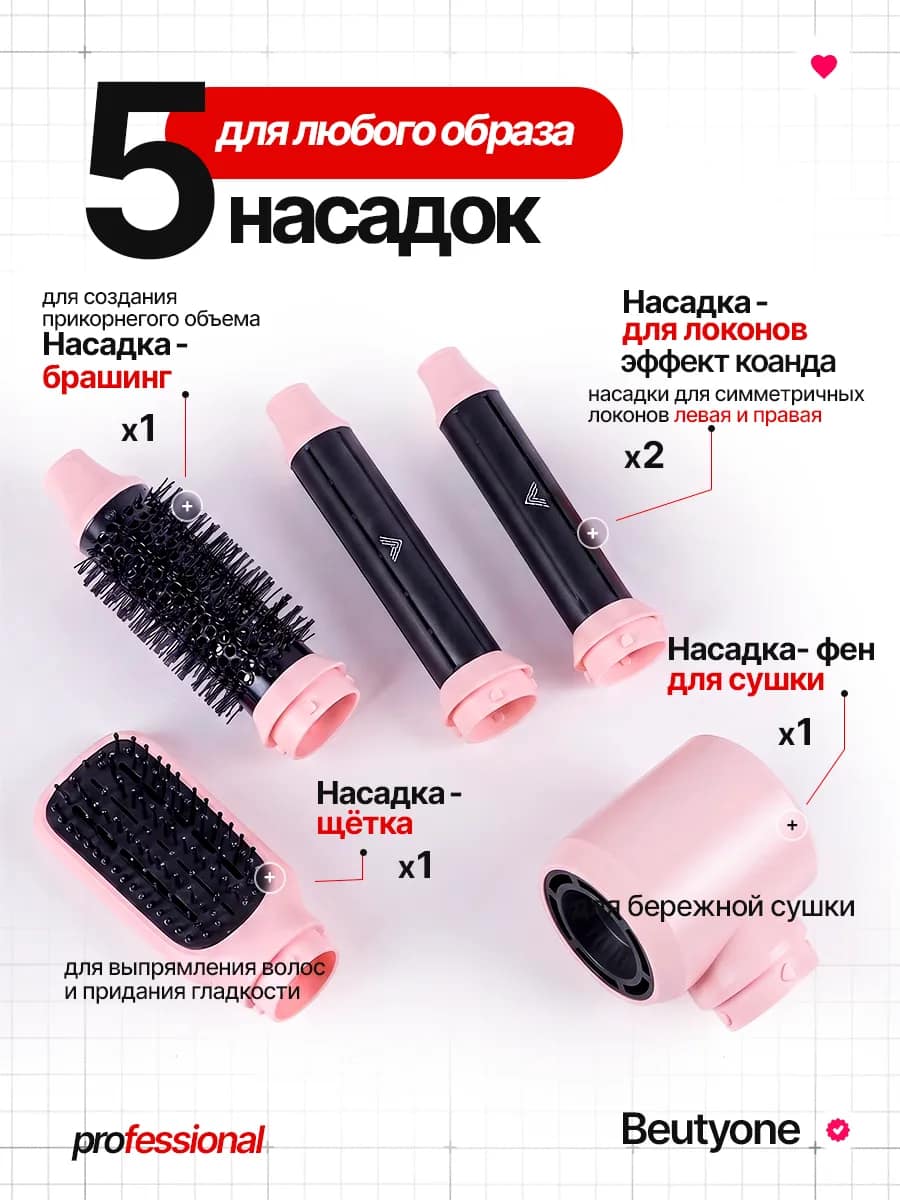 5
для любого образа
насадок
для создания
прикорнегого объема
Насадка -
брашинг
x1
Насадка -
для локонов
эффект коанда
насадки для симметричных
локонов левая и правая
x2
Насадка- фен
для сушки
x1
Насадка -
щётка
x1
для бережной сушки
для выпрямления волос
и придания гладкости
professional
Beutyone